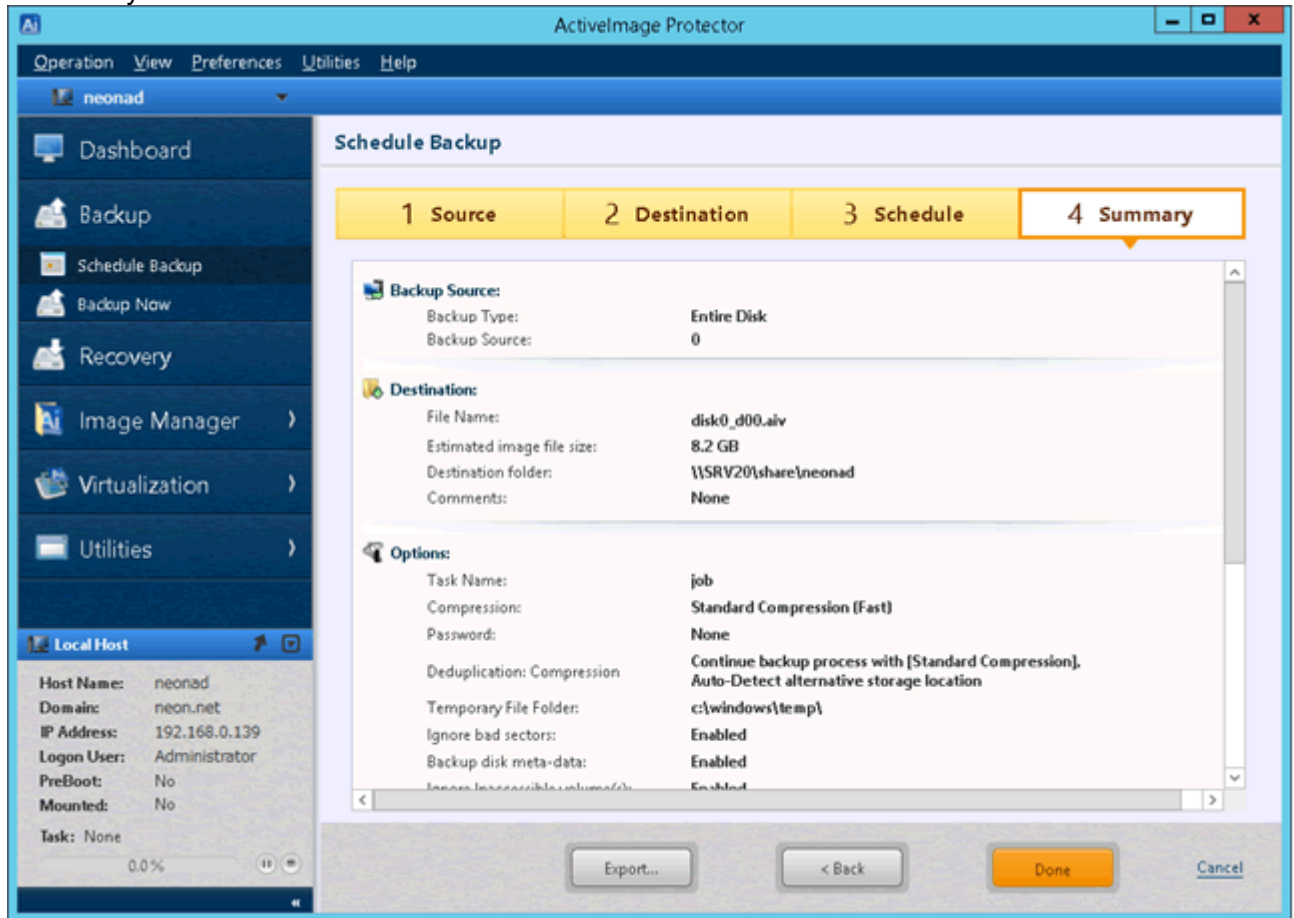 ActiveImage Protector
Operation View Preferences Utilities Help
neonad
Dashboard
Backup
Schedule Backup
Backup Now
Recovery
Image Manager
Virtualization
Utilities
Local Host
Host Name: neonad
Domain: neon.net
IP Address: 192.168.0.139
Logon User: Administrator
PreBoot: No
Mounted: No
Task: None
0.0 %
Schedule Backup
1 Source
2 Destination
3 Schedule
4 Summary
Backup Source:
Backup Type: Entire Disk
Backup Source: 0
Destination:
File Name: disk0_d00.aiv
Estimated image file size: 8.2 GB
Destination folder: \\SRV20\share\neonad
Comments: None
Options:
Task Name: job
Compression: Standard Compression (Fast)
Password: None
Deduplication: Compression Continue backup process with [Standard Compression],
Auto-Detect alternative storage location
Temporary File Folder: c:\windows\temp\
Ignore bad sectors: Enabled
Backup disk meta-data: Enabled
Ignore Inaccessible volume(s): Enabled
Export...
< Back
Done
Cancel